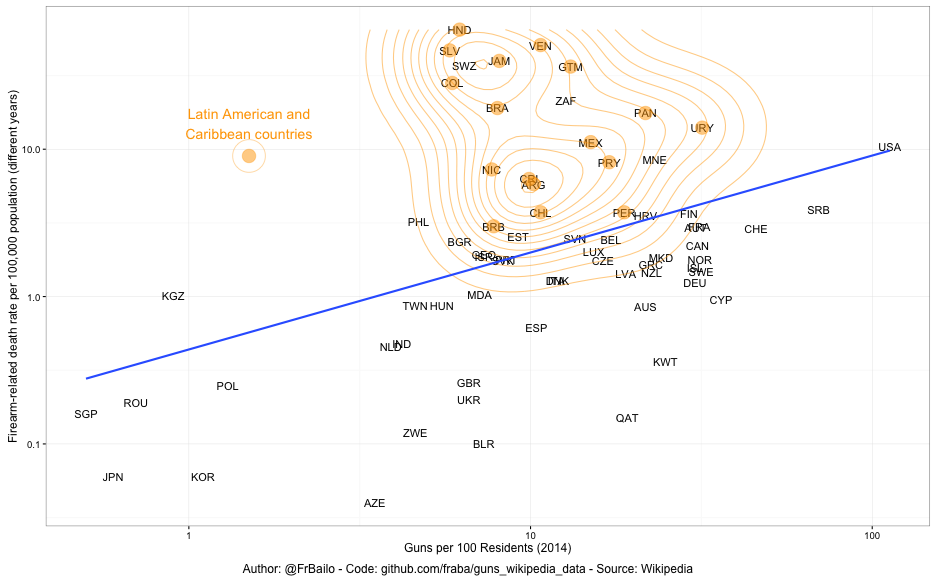 HND
SLV
VEN
SWZ
JAM
GTM
COL
ZAF
BRA
PAN
Latin American and
Caribbean countries
URY
MEX
USA
10.0
PRY
MNE
NIC
CRI
ARG
SRB
CHL
PER
HRV
FIN
PHL
BRB
FRA
CHE
BGR
EST
SVN
BEL
CAN
LUX
GEO
CZE
MKD
NOR
SVK
GRC
ISL
SWE
LVA
NZL
DNK
DEU
KGZ
1.0
MDA
CYP
TWN
HUN
AUS
ESP
IND
NLD
KWT
POL
GBR
ROU
UKR
SGP
QAT
ZWE
0.1
BLR
JPN
KOR
AZE
1
10
100
Firearm-related death rate per 100,000 population (different years)
Guns per 100 Residents (2014)
Author: @FrBailo - Code: github.com/fraba/guns_wikipedia_data - Source: Wikipedia